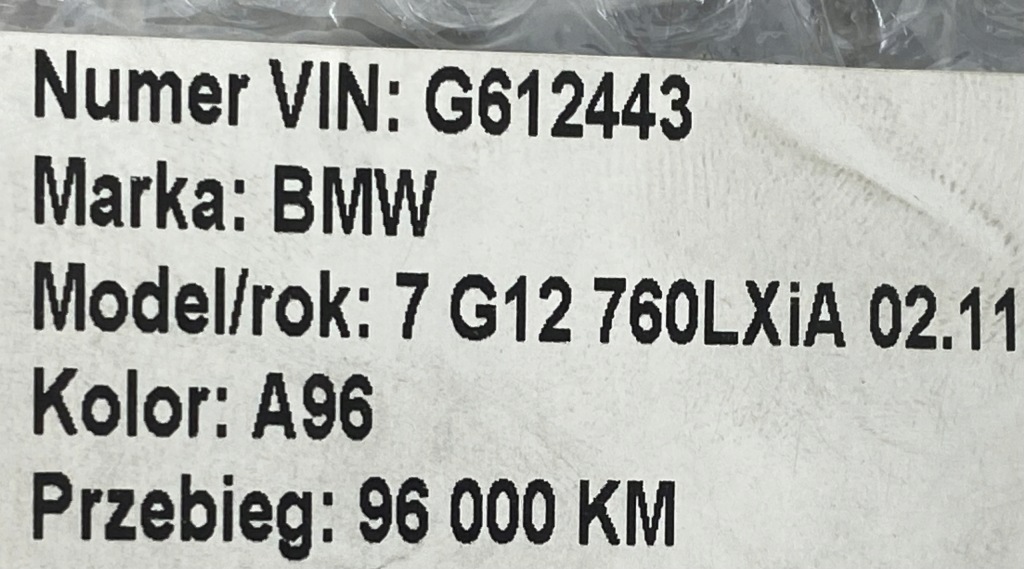 Numer VIN: G612443
Marka: BMW
Model/rok: 7 G12 760LXiA 02.11
Kolor: A96
Przebieg: 96 000 KM